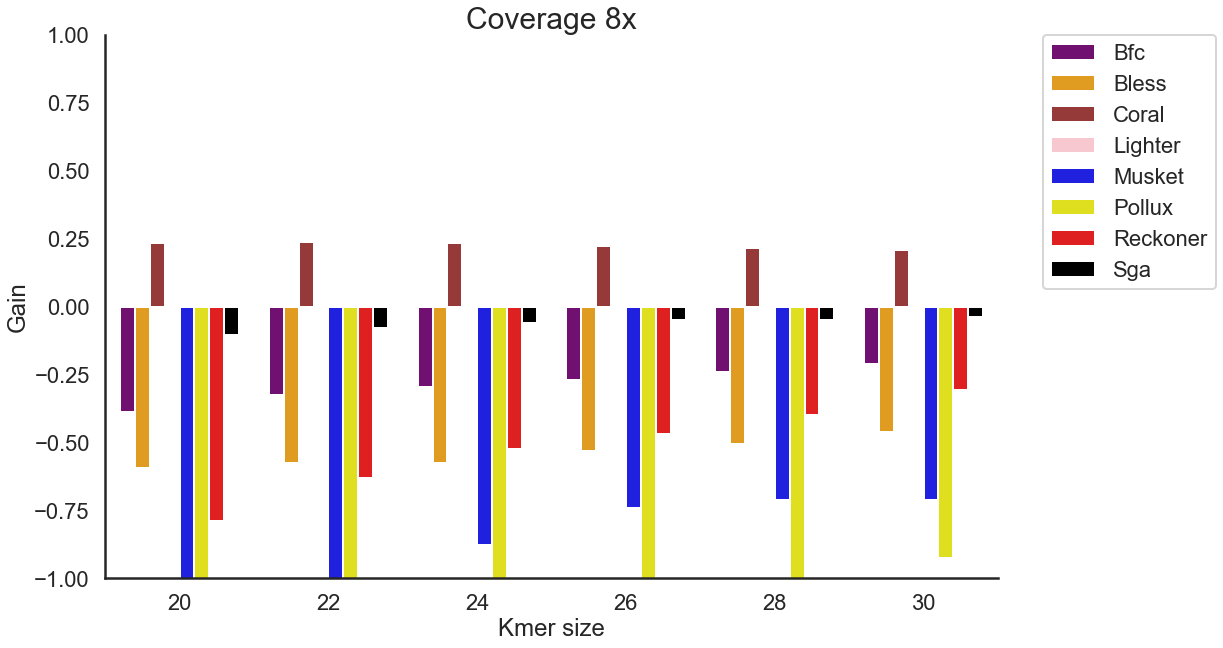 Coverage 8x
1.00
0.75
0.50
0.25
0.00
−0.25
−0.50
−0.75
−1.00
Gain
20 22 24 26 28 30
Kmer size
Bfc
Bless
Coral
Lighter
Musket
Pollux
Reckoner
Sga